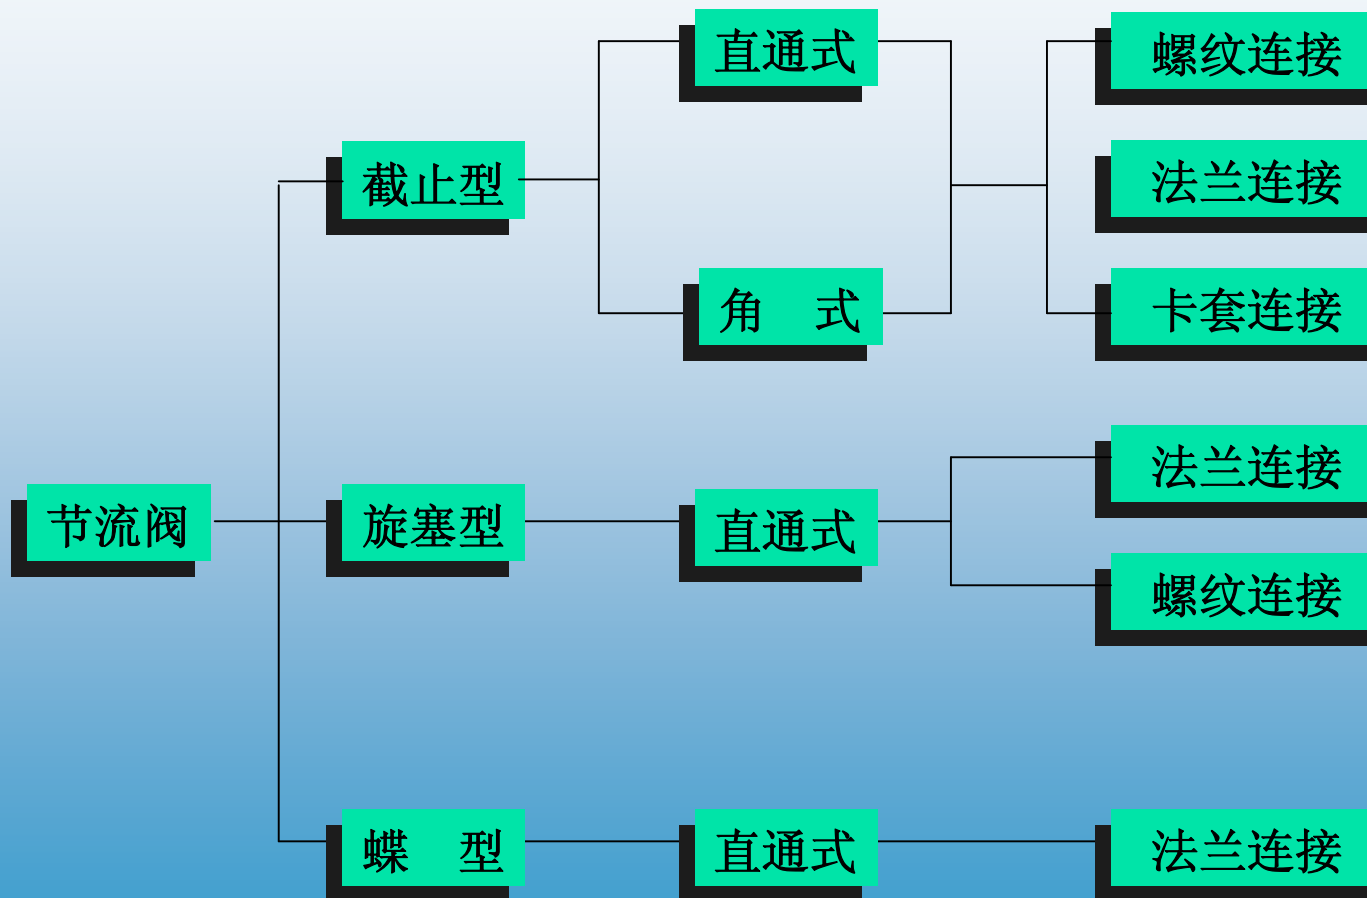 直通式
螺纹连接
截止型
法兰连接
角 式
卡套连接
法兰连接
节流阀
旋塞型
直通式
螺纹连接
蝶 型
直通式
法兰连接